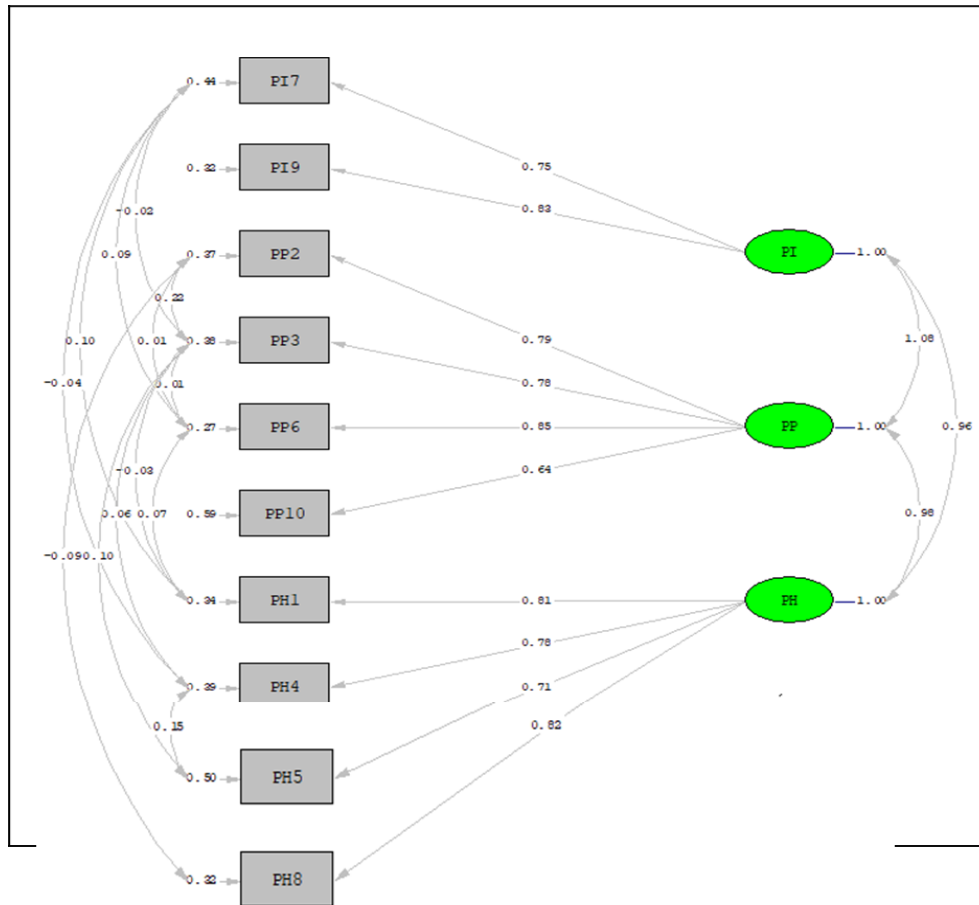 0.44 PI7
0.75
0.32 PI9 0.83
-0.02
0.09 0.37 PP2 PI 1.00
0.22
0.10 0.01 0.38 PP3 0.79 1.08
-0.04 0.01 0.78
0.27 PP6 0.85 PP 1.00 0.96
-0.03 0.64
0.06 0.07 0.59 PP10 0.98
-0.09 0.10
0.34 PH1 0.81 PH 1.00
0.78
0.39 PH4 0.71
0.15 0.82
0.50 PH5
0.32 PH8